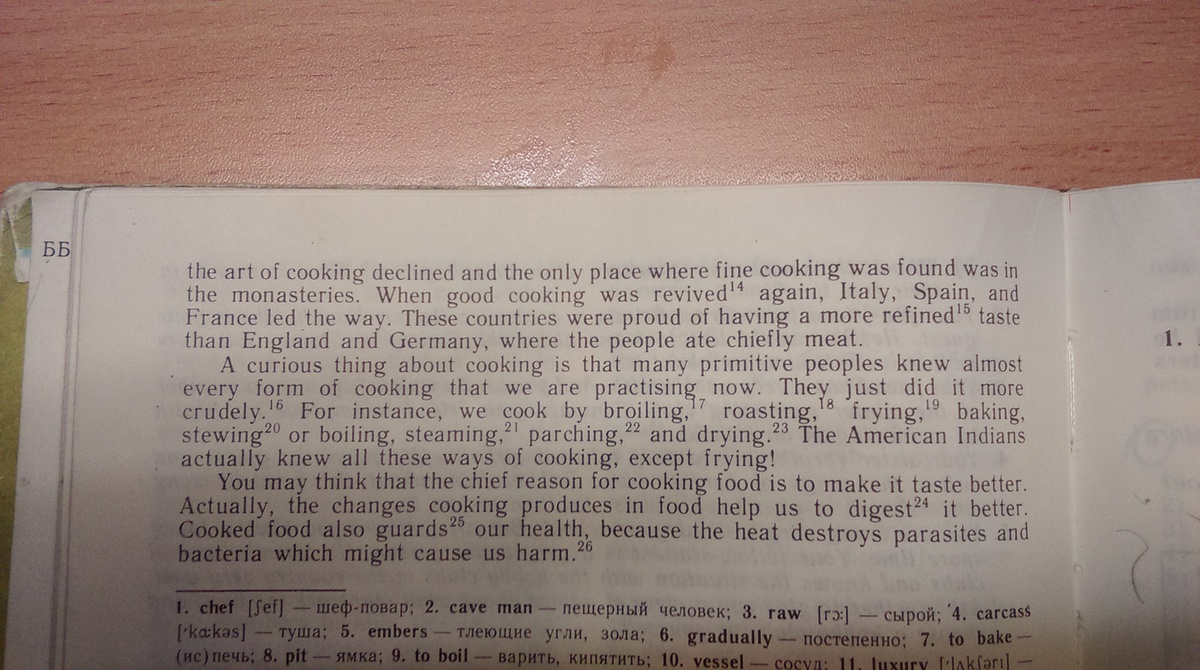 ББ
the art of cooking declined and the only place where fine cooking was found was in
the monasteries. When good cooking was revived¹⁴ again, Italy, Spain, and
France led the way. These countries were proud of having a more refined¹⁵ taste
than England and Germany, where the people ate chiefly meat.
A curious thing about cooking is that many primitive peoples knew almost
every form of cooking that we are practising now. They just did it more
crudely.¹⁶ For instance, we cook by broiling,¹⁷ roasting,¹⁸ frying,¹⁹ baking,
stewing²⁰ or boiling, steaming,²¹ parching,²² and drying.²³ The American Indians
actually knew all these ways of cooking, except frying!
You may think that the chief reason for cooking food is to make it taste better.
Actually, the changes cooking produces in food help us to digest²⁴ it better.
Cooked food also guards²⁵ our health, because the heat destroys parasites and
bacteria which might cause us harm.²⁶
1. chef [ʃef] — шеф-повар; 2. cave man — пещерный человек; 3. raw [rɔ:] — сырой; 4. carcass
['kɑ:kəs] — туша; 5. embers — тлеющие угли, зола; 6. gradually — постепенно; 7. to bake —
(ис)печь; 8. pit — ямка; 9. to boil — варить, кипятить; 10. vessel — сосуд; 11. luxury ['lʌkʃərɪ] —
1.